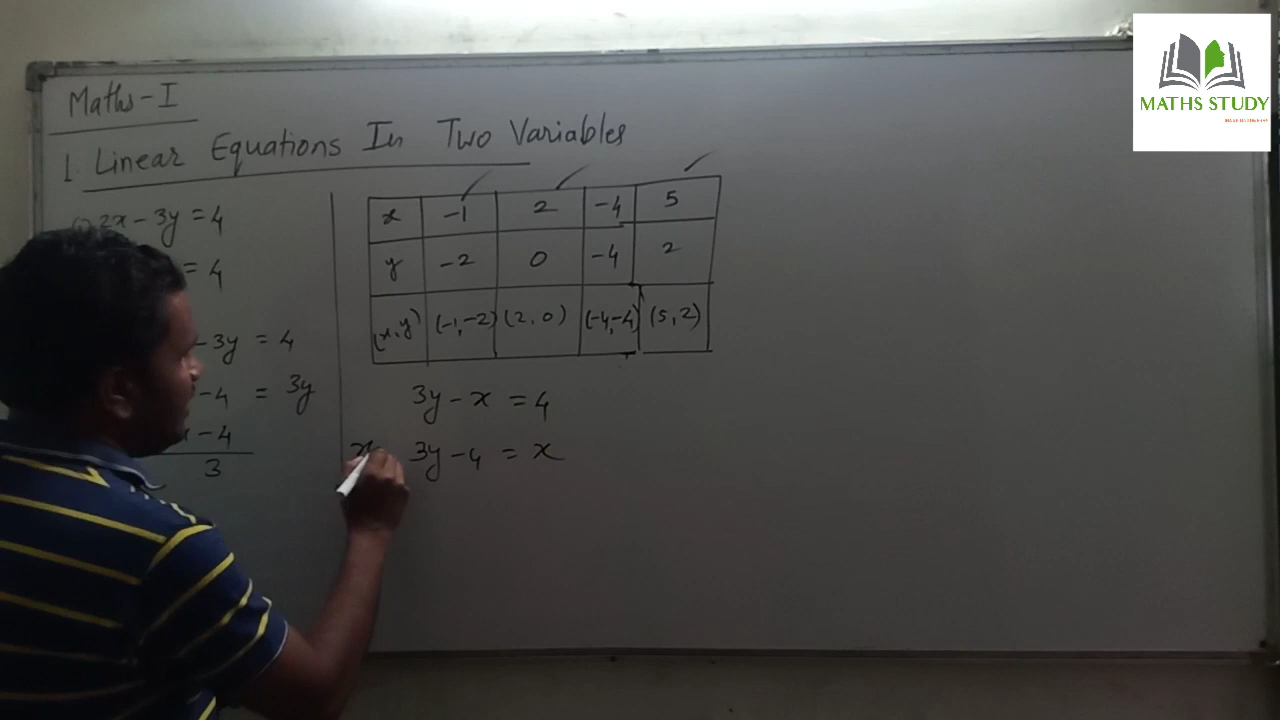 Maths - I
1. Linear Equations In Two Variables
2x - 3y = 4
= 4
- 3y = 4
- 4 = 3y
x - 4
3
x -1 2 -4 5
y -2 0 -4 2
(x,y) (-1,-2) (2,0) (-4,-4) (5,2)
3y - x = 4
x 3y - 4 = x
MATHS STUDY